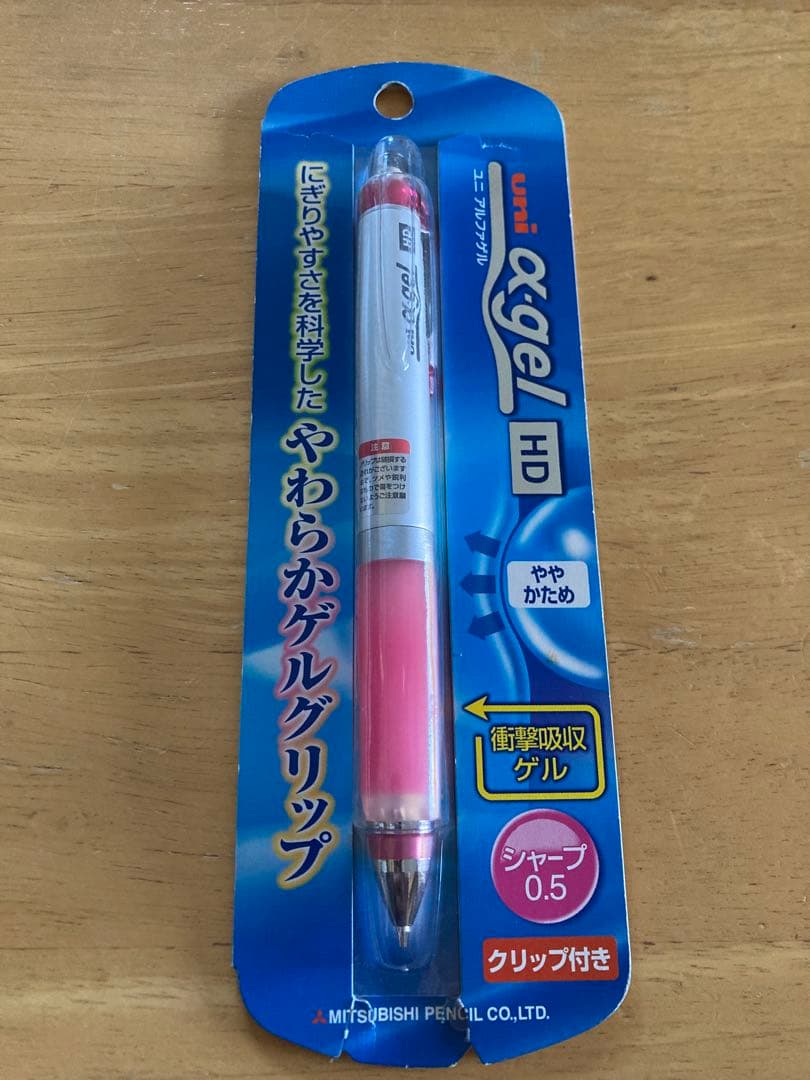 にぎりやすさを科学した やわらかゲルグリップ
uni α-gel HD
ユニ アルファゲル
注意
やや
かため
衝撃吸収
ゲル
シャープ
0.5
クリップ付き
MITSUBISHI PENCIL CO.,LTD.